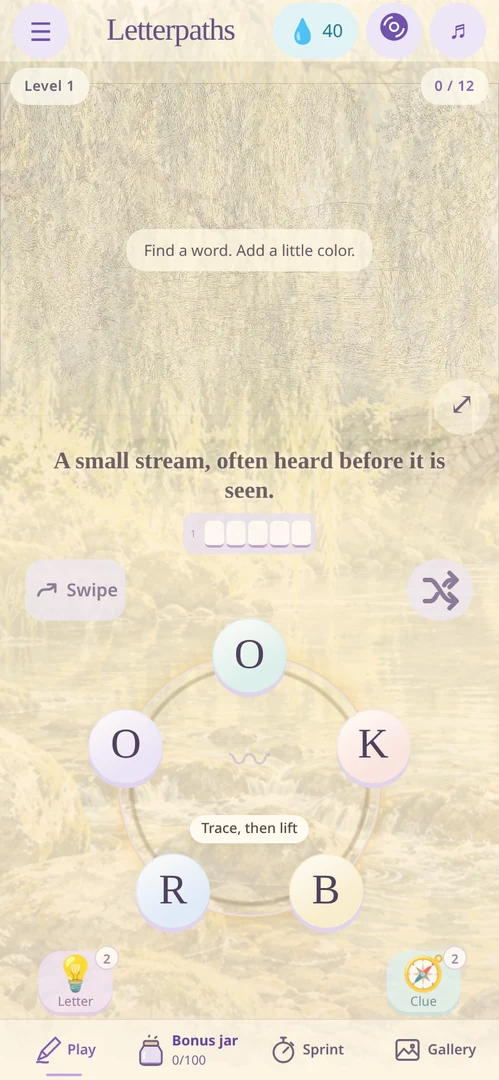 Letterpaths
40
Level 1
0 / 12
Find a word. Add a little color.
A small stream, often heard before it is
seen.
1
Swipe
O
O
K
Trace, then lift
R
B
2
Letter
2
Clue
Play
Bonus jar
0/100
Sprint
Gallery